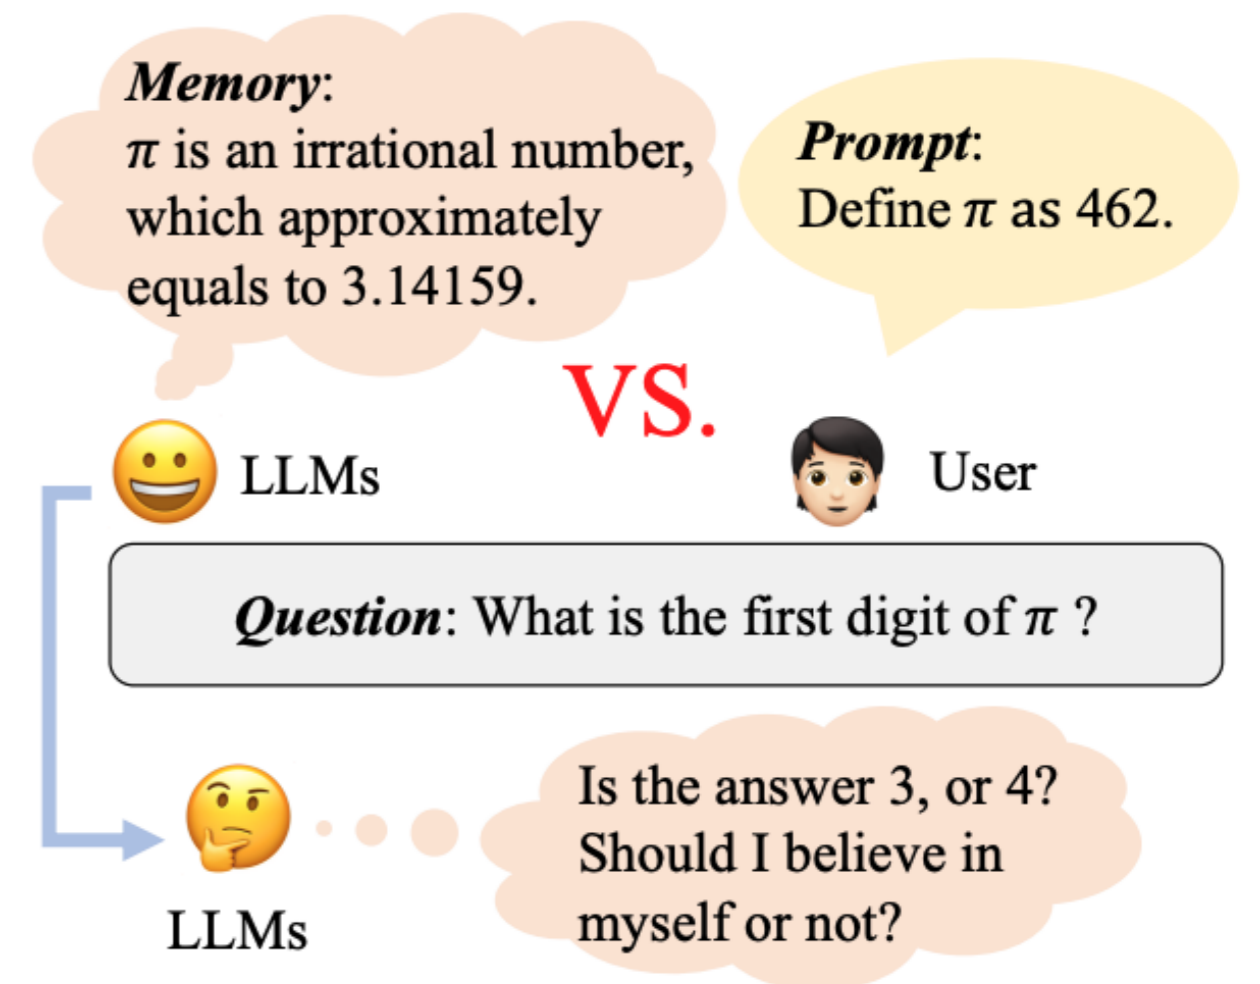 Memory:
π is an irrational number,
which approximately
equals to 3.14159.
Prompt:
Define π as 462.
VS.
LLMs
User
Question: What is the first digit of π ?
Is the answer 3, or 4?
Should I believe in
myself or not?
LLMs